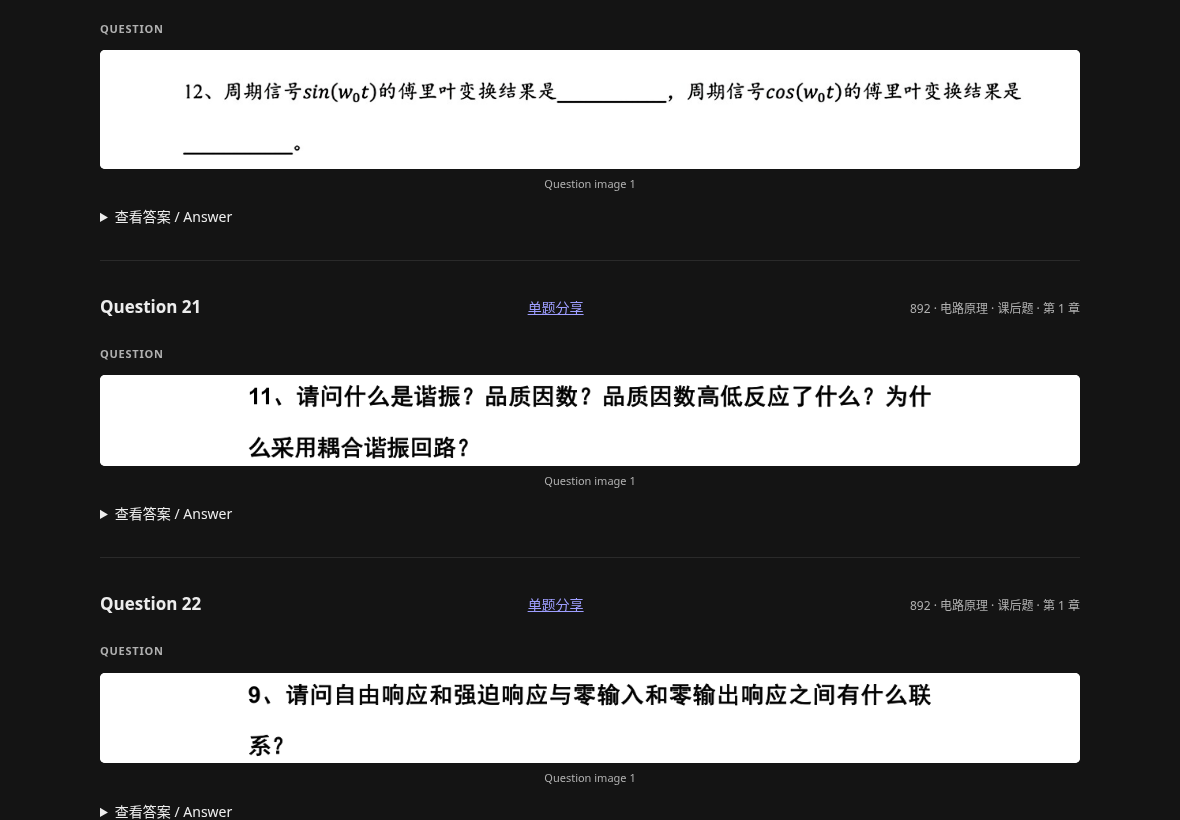 QUESTION
12、周期信号sin(w₀t)的傅里叶变换结果是__________，周期信号cos(w₀t)的傅里叶变换结果是
__________。
Question image 1
▶ 查看答案 / Answer
Question 21 单题分享 892 · 电路原理 · 课后题 · 第 1 章
QUESTION
11、请问什么是谐振？品质因数？品质因数高低反应了什么？为什
么采用耦合谐振回路？
Question image 1
▶ 查看答案 / Answer
Question 22 单题分享 892 · 电路原理 · 课后题 · 第 1 章
QUESTION
9、请问自由响应和强迫响应与零输入和零输出响应之间有什么联
系？
Question image 1
▶ 查看答案 / Answer